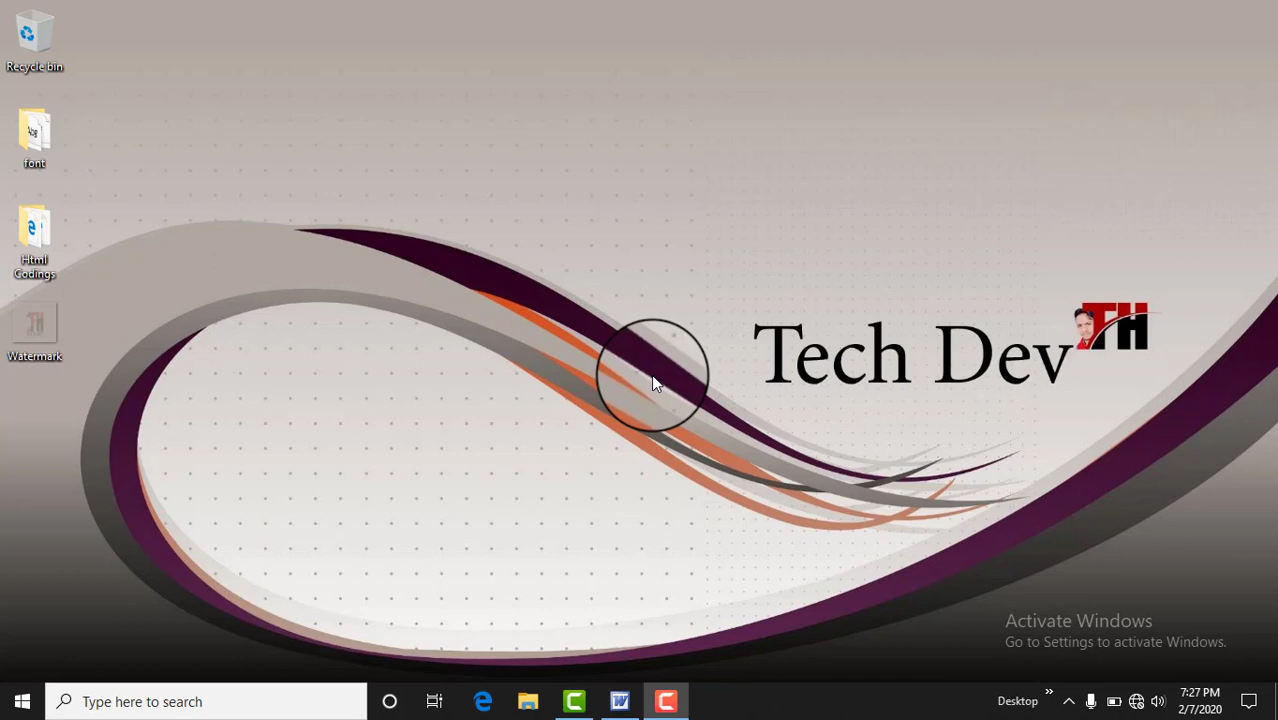 Recycle bin
font
Html
Codings
Watermark
Tech Dev
TH
Activate Windows
Go to Settings to activate Windows.
Type here to search
Desktop
7:27 PM
2/7/2020